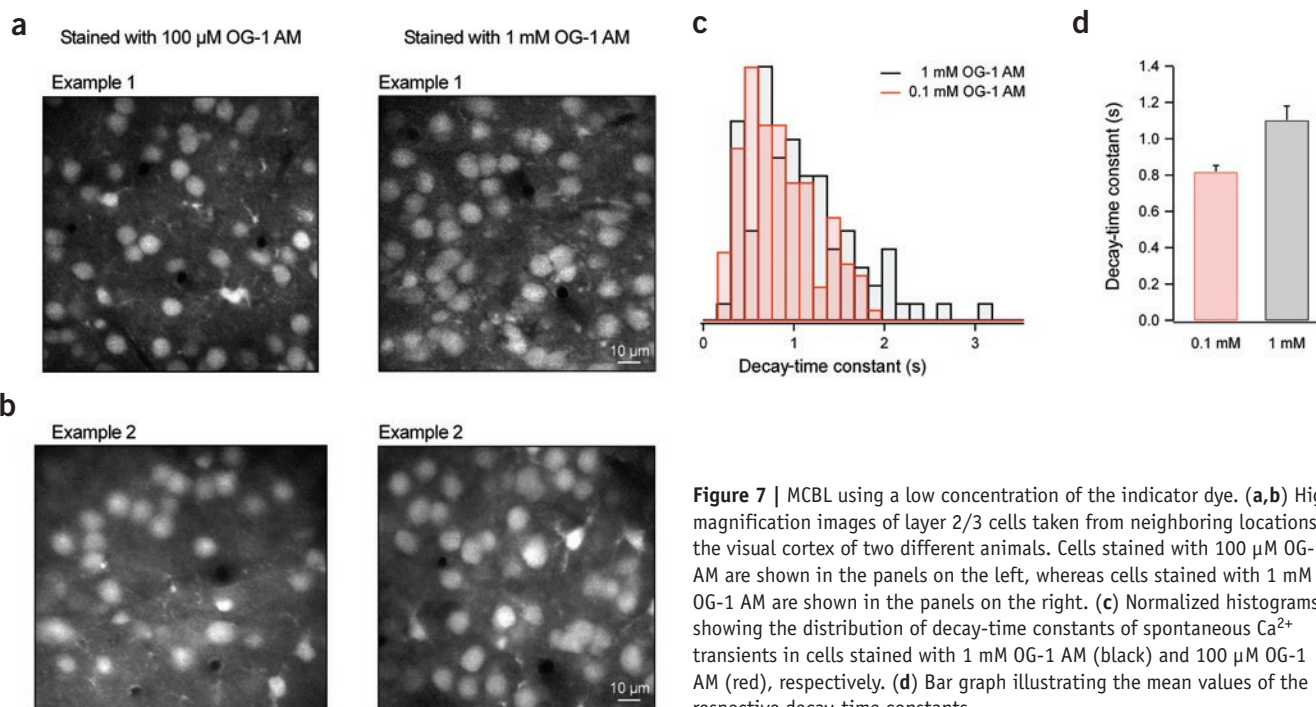 a
Stained with 100 µM OG-1 AM
Stained with 1 mM OG-1 AM
Example 1
Example 1
10 µm
b
Example 2
Example 2
10 µm
c
1 mM OG-1 AM
0.1 mM OG-1 AM
0
1
2
3
Decay-time constant (s)
d
Decay-time constant (s)
1.4
1.2
1.0
0.8
0.6
0.4
0.2
0.0
0.1 mM
1 mM
Figure 7 | MCBL using a low concentration of the indicator dye. (a,b)
magnification images of layer 2/3 cells taken from neighboring locations
the visual cortex of two different animals. Cells stained with 100 µM OG-
AM are shown in the panels on the left, whereas cells stained with 1 mM
OG-1 AM are shown in the panels on the right. (c) Normalized histograms
showing the distribution of decay-time constants of spontaneous Ca²⁺
transients in cells stained with 1 mM OG-1 AM (black) and 100 µM OG-1
AM (red), respectively. (d) Bar graph illustrating the mean values of the
respective decay-time constants